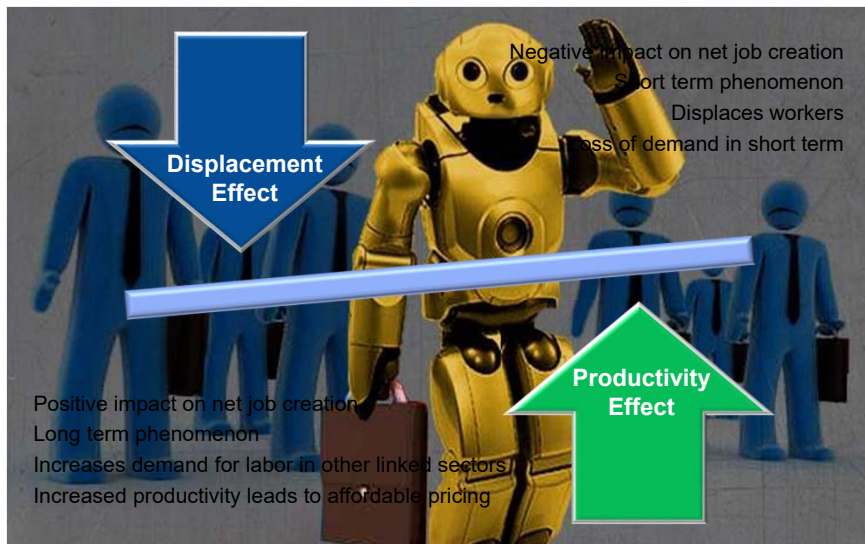 Negative impact on net job creation
Short term phenomenon
Displaces workers
Loss of demand in short term
Displacement
Effect
Productivity
Effect
Positive impact on net job creation
Long term phenomenon
Increases demand for labor in other linked sectors
Increased productivity leads to affordable pricing